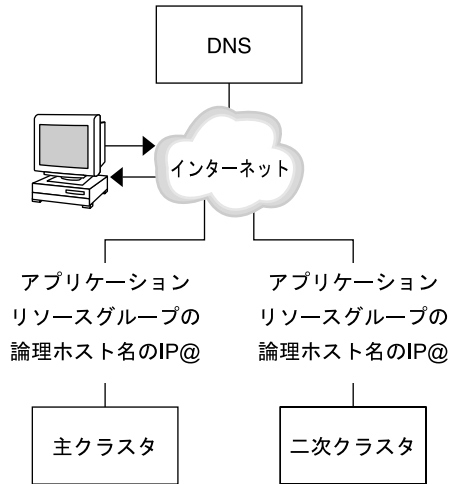 DNS
インターネット
アプリケーション
リソースグループの
論理ホスト名のIP@
アプリケーション
リソースグループの
論理ホスト名のIP@
主クラスタ
二次クラスタ